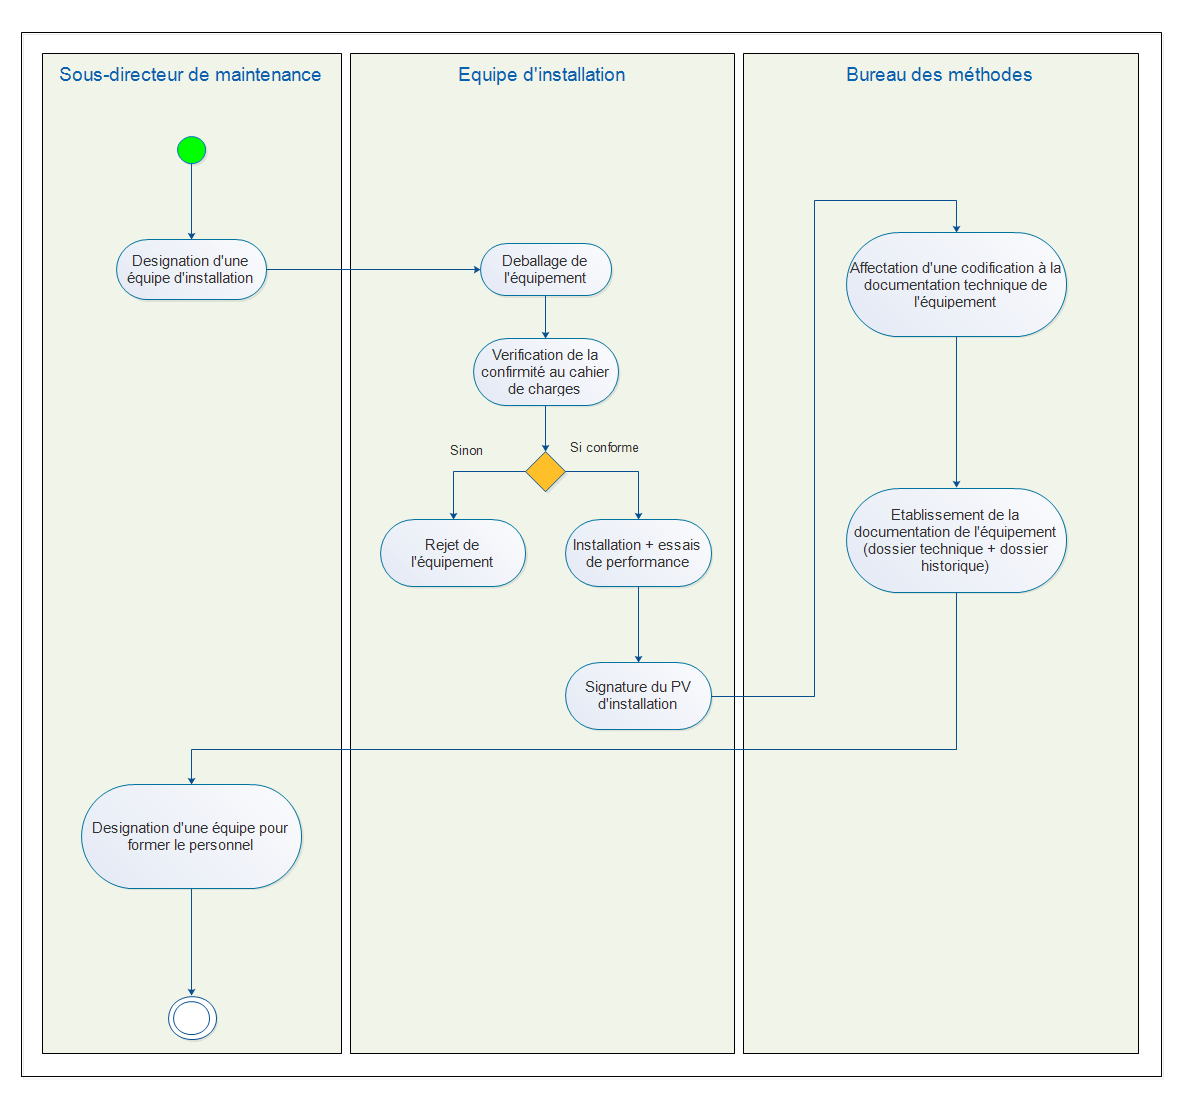 Sous-directeur de maintenance
Equipe d'installation
Bureau des méthodes
Designation d'une
équipe d'installation
Deballage de
l'équipement
Affectation d'une codification à la
documentation technique de
l'équipement
Verification de la
confirmité au cahier
de charges
Sinon
Si conforme
Rejet de
l'équipement
Installation + essais
de performance
Etablissement de la
documentation de l'équipement
(dossier technique + dossier
historique)
Signature du PV
d'installation
Designation d'une équipe pour
former le personnel